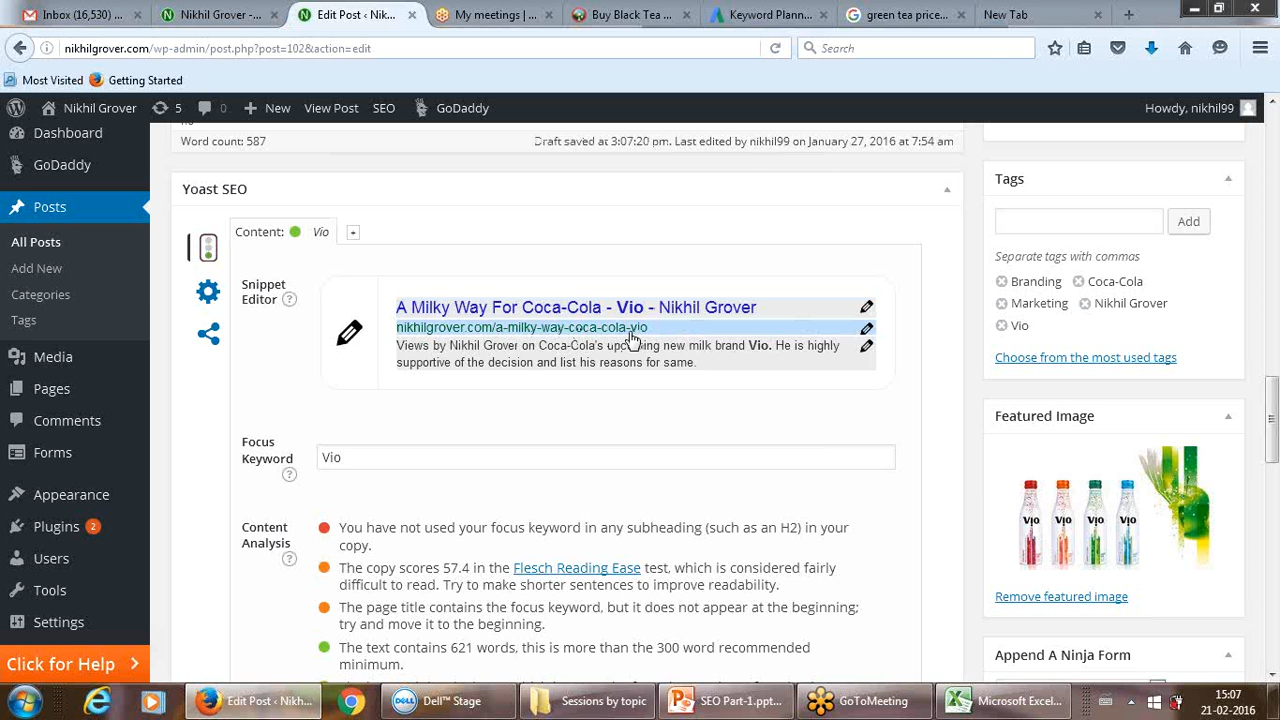 Inbox (16,530)
Nikhil Grover -
Edit Post ‹ Nik...
My meetings |
Buy Black Tea
Keyword Plann...
green tea price...
New Tab
nikhilgrover.com/wp-admin/post.php?post=102&action=edit
Search
Most Visited
Getting Started
Nikhil Grover
5
0
New
View Post
SEO
GoDaddy
Howdy, nikhil99
Dashboard
GoDaddy
Posts
All Posts
Add New
Categories
Tags
Media
Pages
Comments
Forms
Appearance
Plugins 2
Users
Tools
Settings
Click for Help
Word count: 587
Draft saved at 3:07:20 pm. Last edited by nikhil99 on January 27, 2016 at 7:54 am
Yoast SEO
Content:
Vio
+
Snippet
Editor ?
A Milky Way For Coca-Cola - Vio - Nikhil Grover
nikhilgrover.com/a-milky-way-coca-cola-vio
Views by Nikhil Grover on Coca-Cola's upcoming new milk brand Vio. He is highly
supportive of the decision and list his reasons for same.
Focus
Keyword
?
Vio
Content
Analysis
?
You have not used your focus keyword in any subheading (such as an H2) in your
copy.
The copy scores 57.4 in the Flesch Reading Ease test, which is considered fairly
difficult to read. Try to make shorter sentences to improve readability.
The page title contains the focus keyword, but it does not appear at the beginning;
try and move it to the beginning.
The text contains 621 words, this is more than the 300 word recommended
minimum.
Tags
Add
Separate tags with commas
Branding
Coca-Cola
Marketing
Nikhil Grover
Vio
Choose from the most used tags
Featured Image
Vio
Vio
Vio
Vio
Remove featured image
Append A Ninja Form
Edit Post ‹ Nikh...
Dell™ Stage
Sessions by topic
SEO Part-1.ppt...
GoToMeeting
Microsoft Excel...
15:07
21-02-2016